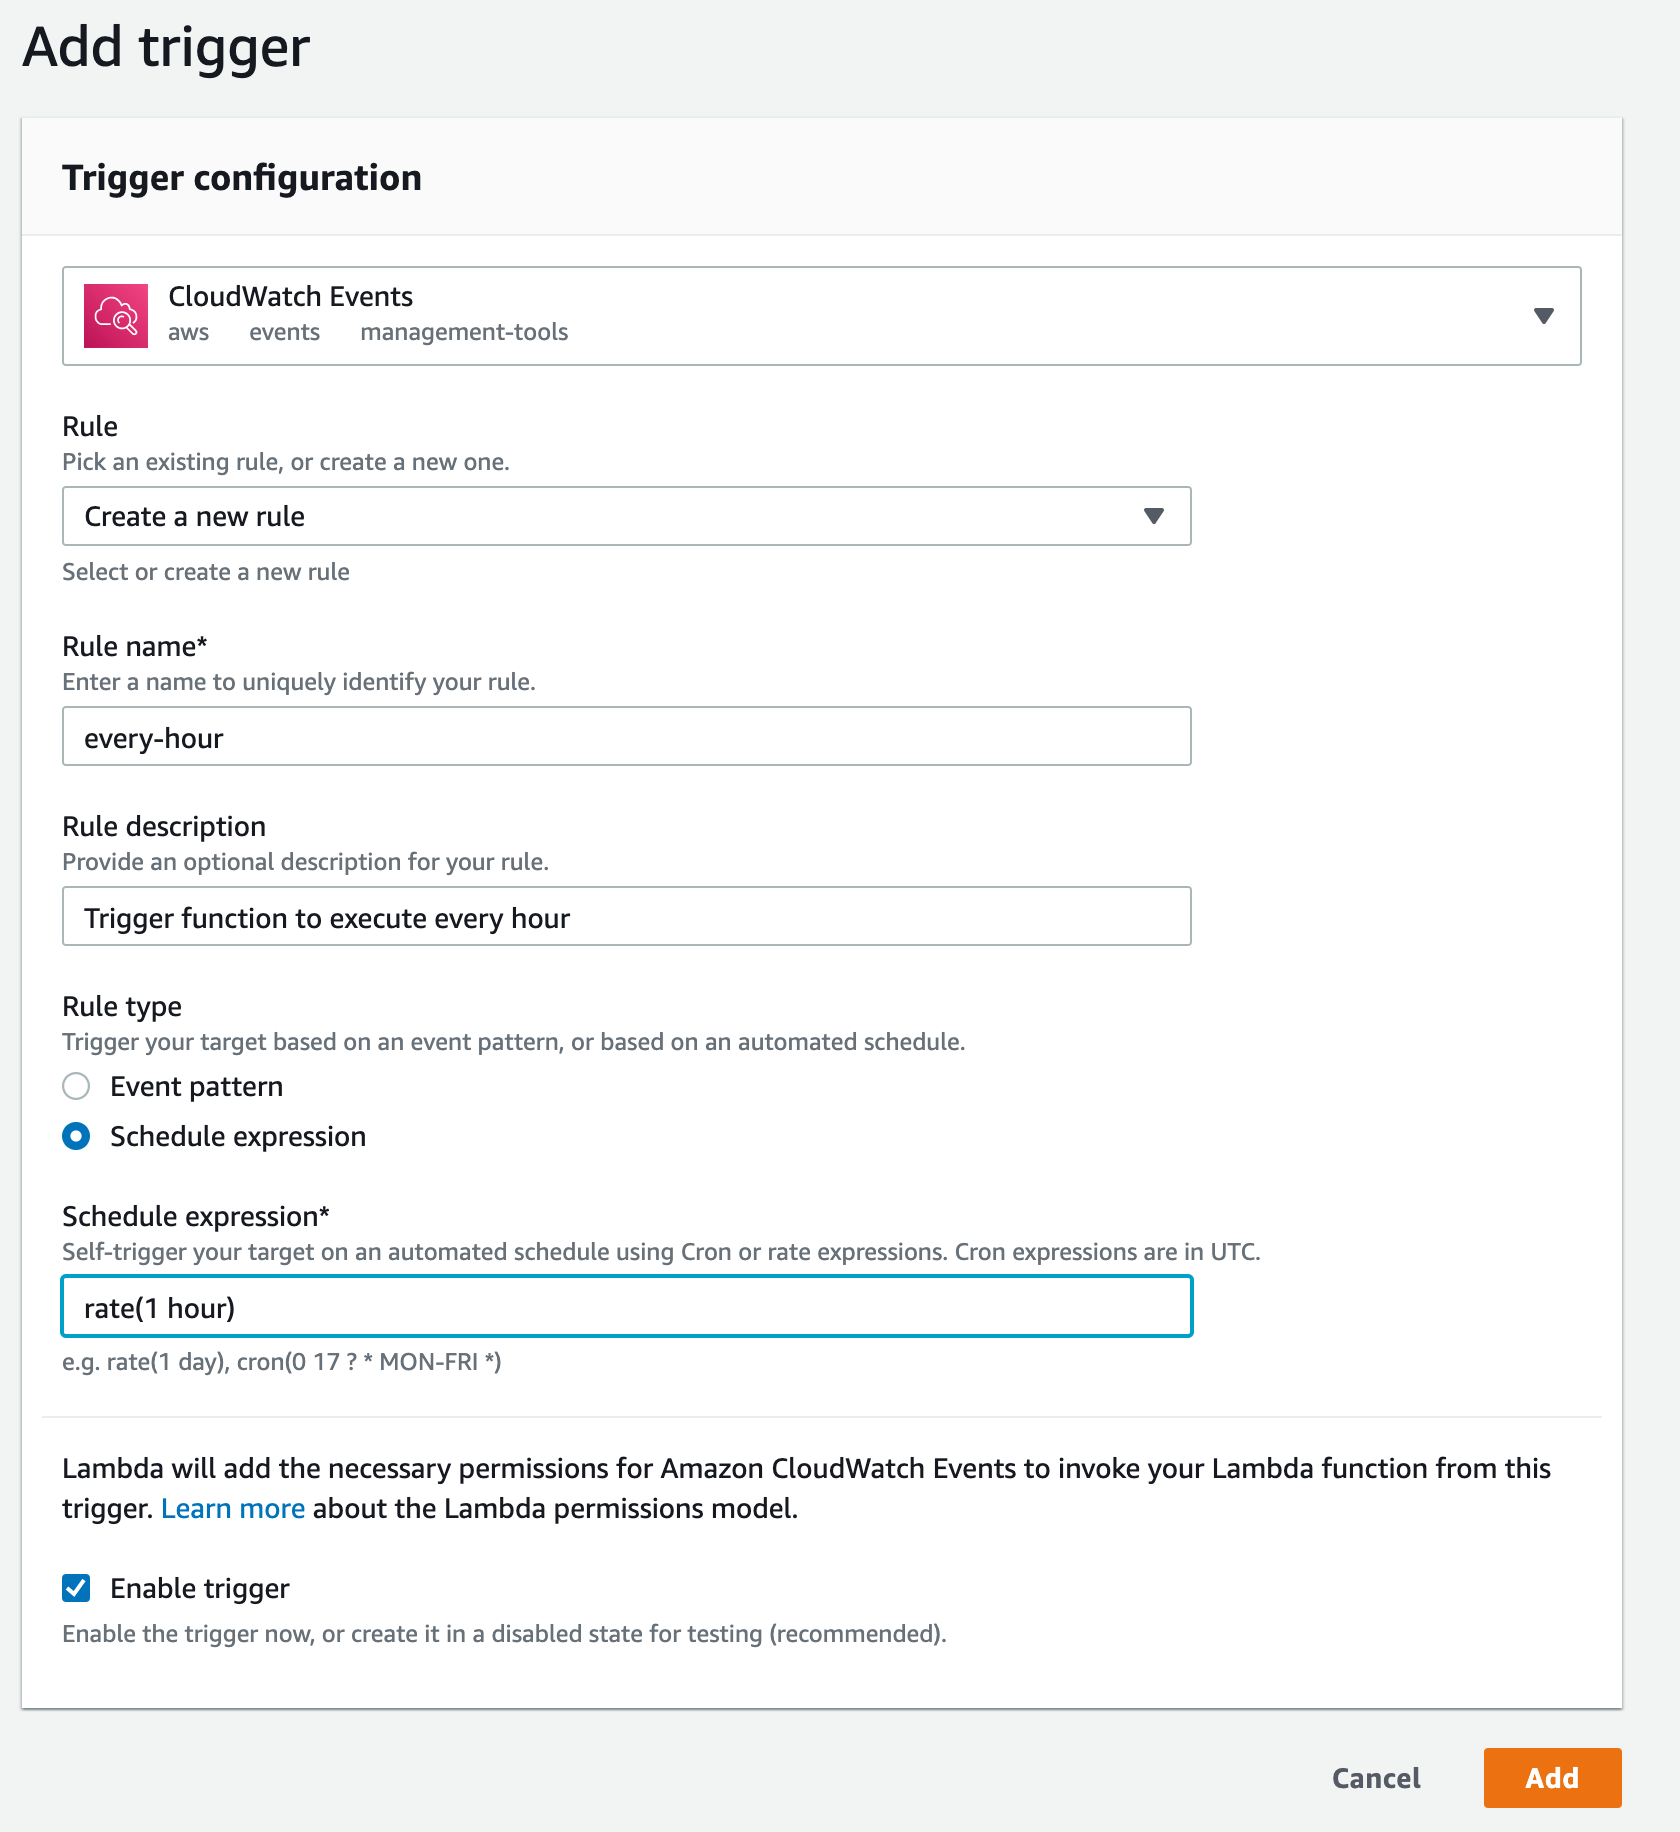 Add trigger
Trigger configuration
CloudWatch Events
aws events management-tools
Rule
Pick an existing rule, or create a new one.
Create a new rule
Select or create a new rule
Rule name*
Enter a name to uniquely identify your rule.
every-hour
Rule description
Provide an optional description for your rule.
Trigger function to execute every hour
Rule type
Trigger your target based on an event pattern, or based on an automated schedule.
Event pattern
Schedule expression
Schedule expression*
Self-trigger your target on an automated schedule using Cron or rate expressions. Cron expressions are in UTC.
rate(1 hour)
e.g. rate(1 day), cron(0 17 ? * MON-FRI *)
Lambda will add the necessary permissions for Amazon CloudWatch Events to invoke your Lambda function from this
trigger. Learn more about the Lambda permissions model.
Enable trigger
Enable the trigger now, or create it in a disabled state for testing (recommended).
Cancel Add